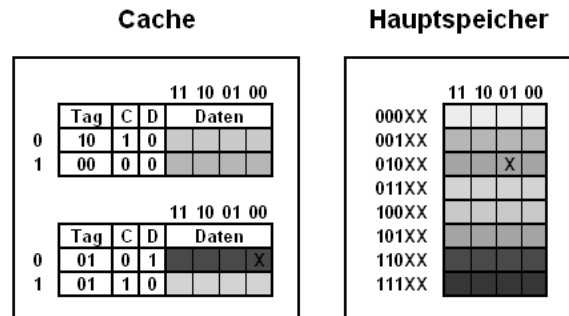 Cache Hauptspeicher
11 10 01 00 11 10 01 00
Tag C D Daten 000XX
0 10 1 0 001XX
1 00 0 0 010XX X
011XX
11 10 01 00 100XX
Tag C D Daten 101XX
0 01 0 1 X 110XX
1 01 1 0 111XX